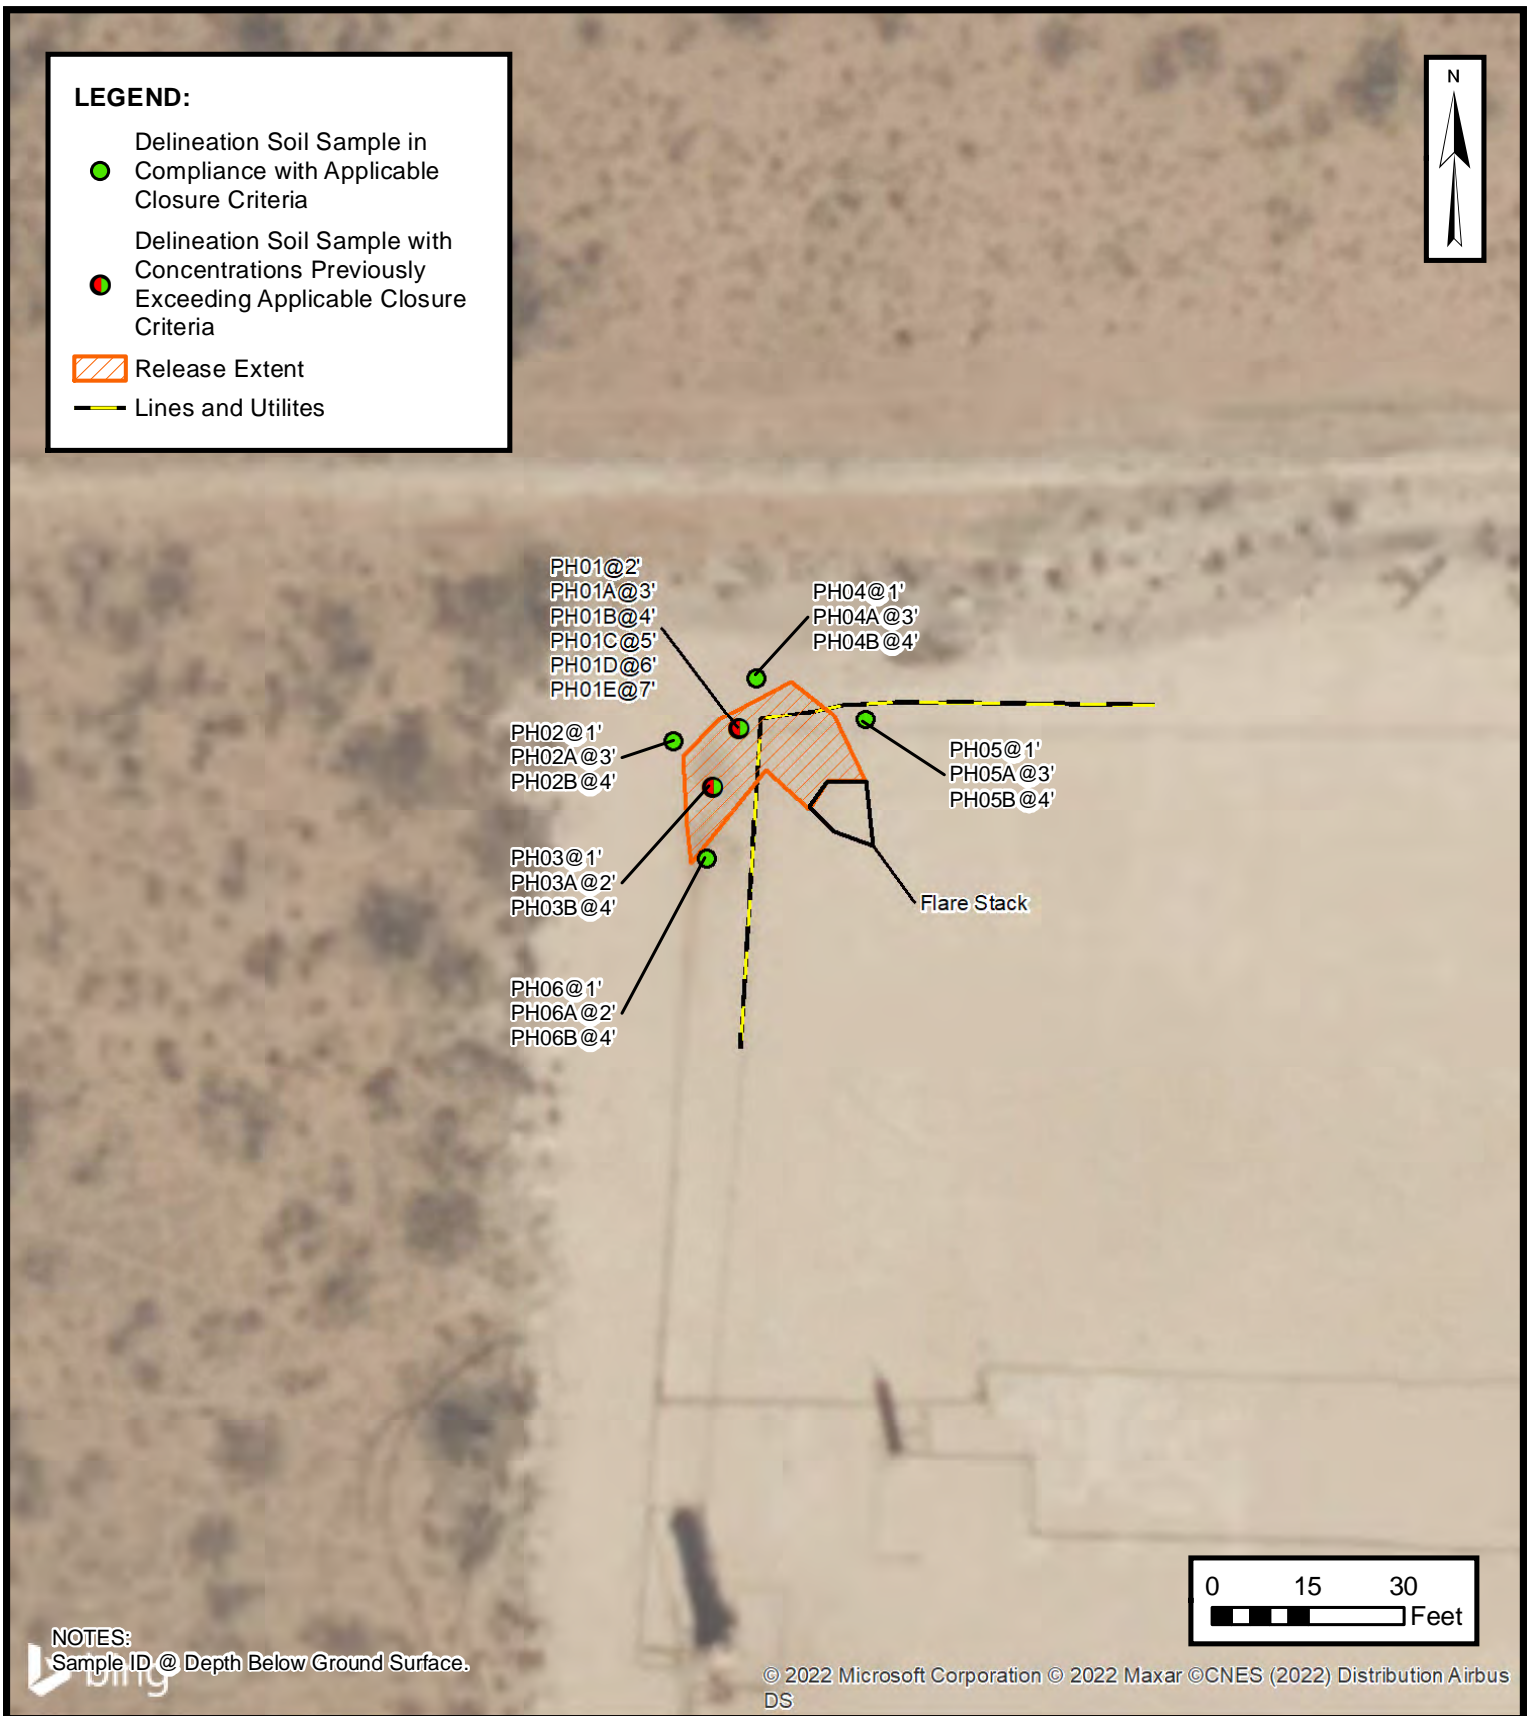 LEGEND:
Delineation Soil Sample in
Compliance with Applicable
Closure Criteria
Delineation Soil Sample with
Concentrations Previously
Exceeding Applicable Closure
Criteria
Release Extent
Lines and Utilites
N
PH01@2'
PH01A@3'
PH01B@4'
PH01C@5'
PH01D@6'
PH01E@7'
PH04@1'
PH04A@3'
PH04B@4'
PH02@1'
PH02A@3'
PH02B@4'
PH05@1'
PH05A@3'
PH05B@4'
PH03@1'
PH03A@2'
PH03B@4'
Flare Stack
PH06@1'
PH06A@2'
PH06B@4'
0 15 30
Feet
NOTES:
Sample ID @ Depth Below Ground Surface.
bing
© 2022 Microsoft Corporation © 2022 Maxar ©CNES (2022) Distribution Airbus
DS